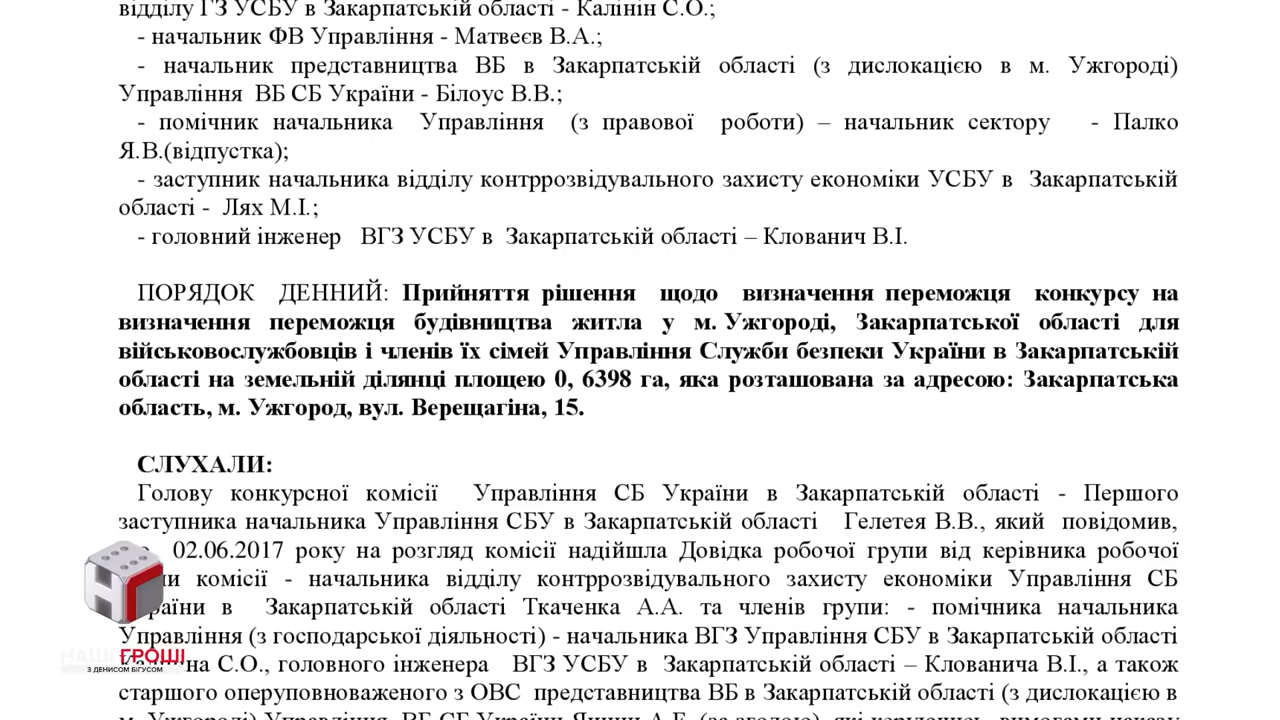 відділу ГЗ УСБУ в Закарпатській області - Калінін С.О.;
- начальник ФВ Управління - Матвеєв В.А.;
- начальник представництва ВБ в Закарпатській області (з дислокацією в м. Ужгороді)
Управління ВБ СБ України - Білоус В.В.;
- помічник начальника Управління (з правової роботи) – начальник сектору - Палко
Я.В.(відпустка);
- заступник начальника відділу контррозвідувального захисту економіки УСБУ в Закарпатській
області - Лях М.І.;
- головний інженер ВГЗ УСБУ в Закарпатській області – Клованич В.І.
ПОРЯДОК ДЕННИЙ: Прийняття рішення щодо визначення переможця конкурсу на
визначення переможця будівництва житла у м. Ужгороді, Закарпатської області для
військовослужбовців і членів їх сімей Управління Служби безпеки України в Закарпатській
області на земельній ділянці площею 0, 6398 га, яка розташована за адресою: Закарпатська
область, м. Ужгород, вул. Верещагіна, 15.
СЛУХАЛИ:
Голову конкурсної комісії Управління СБ України в Закарпатській області - Першого
заступника начальника Управління СБУ в Закарпатській області Гелетея В.В., який повідомив,
02.06.2017 року на розгляд комісії надійшла Довідка робочої групи від керівника робочої
комісії - начальника відділу контррозвідувального захисту економіки Управління СБ
в Закарпатській області Ткаченка А.А. та членів групи: - помічника начальника
Управління (з господарської діяльності) - начальника ВГЗ Управління СБУ в Закарпатській області
С.О., головного інженера ВГЗ УСБУ в Закарпатській області – Клованича В.І., а також
старшого оперуповноваженого з ОВС представництва ВБ в Закарпатській області (з дислокацією в
НАШІ ГРОШІ
З ДЕНИСОМ БІГУСОМ